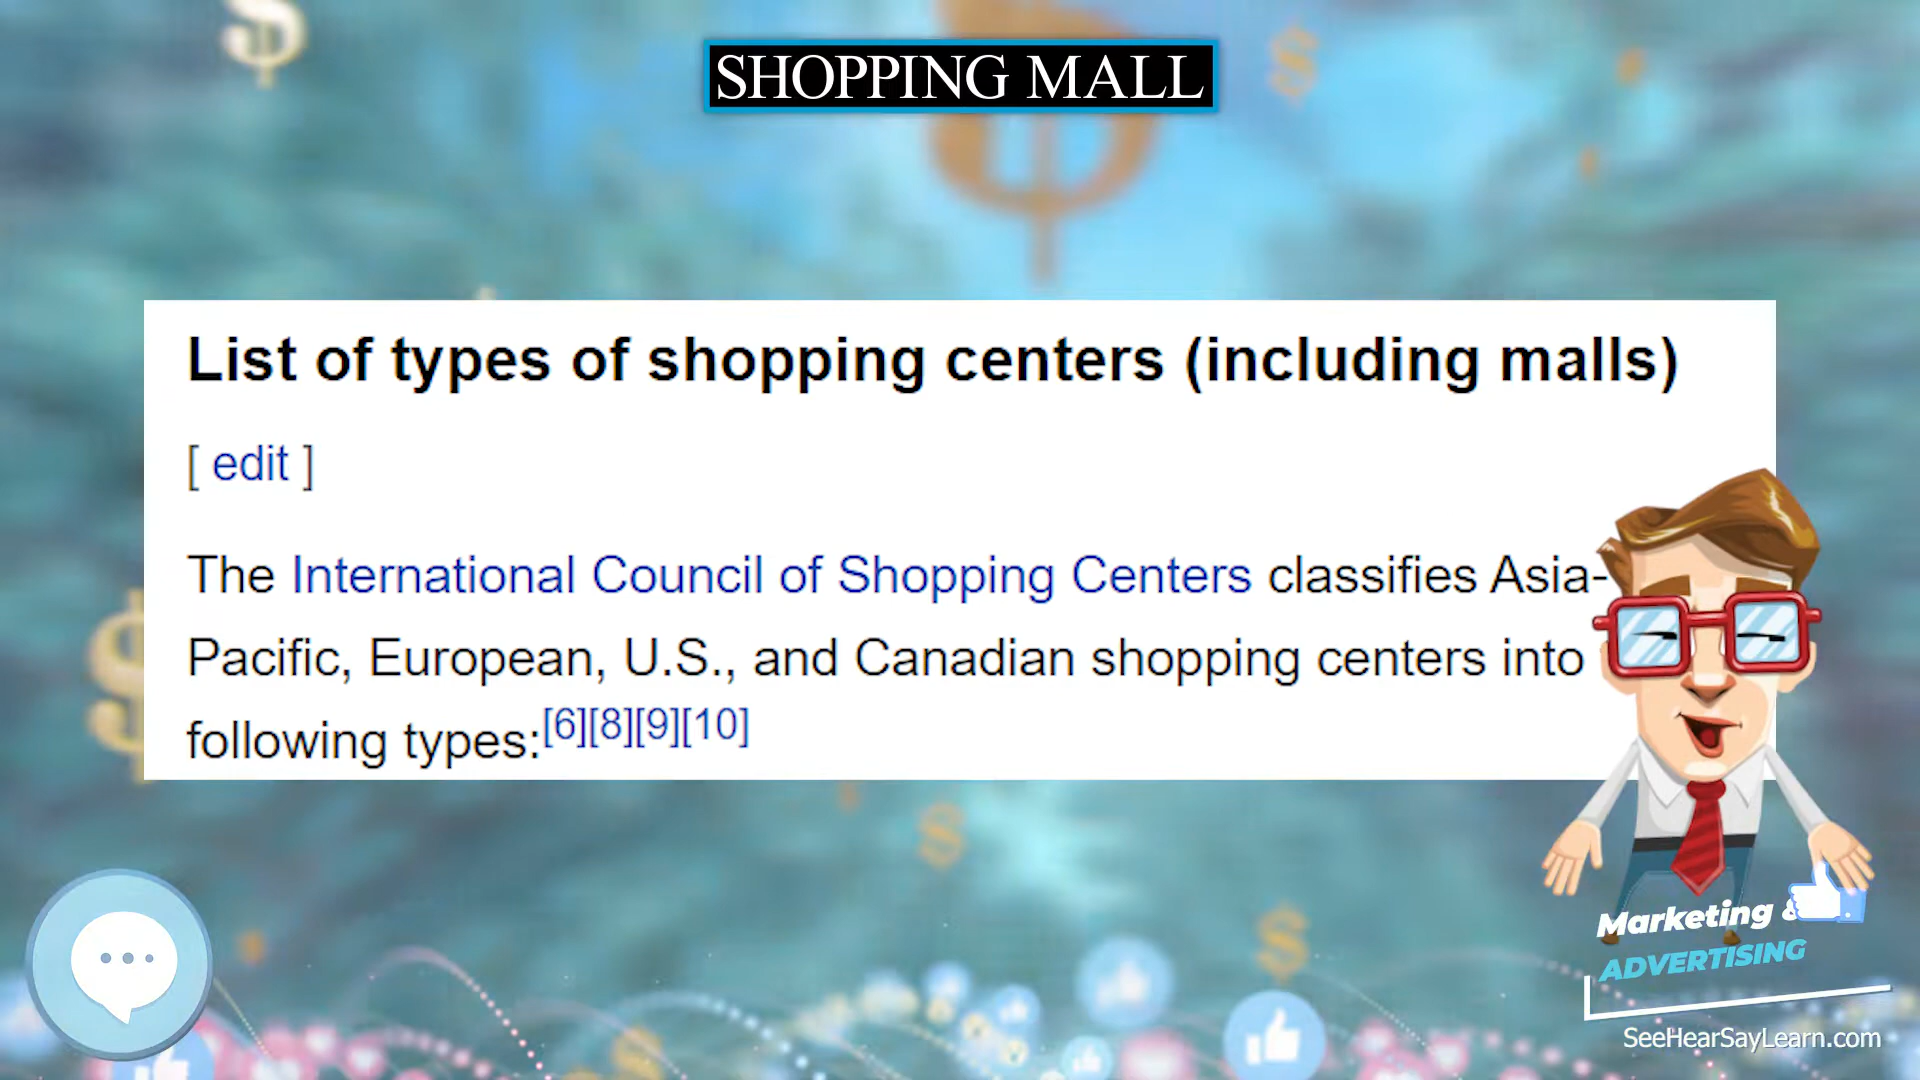 SHOPPING MALL
List of types of shopping centers (including malls)
[ edit ]
The International Council of Shopping Centers classifies Asia-
Pacific, European, U.S., and Canadian shopping centers into
following types:[6][8][9][10]
Marketing &
ADVERTISING
SeeHearSayLearn.com